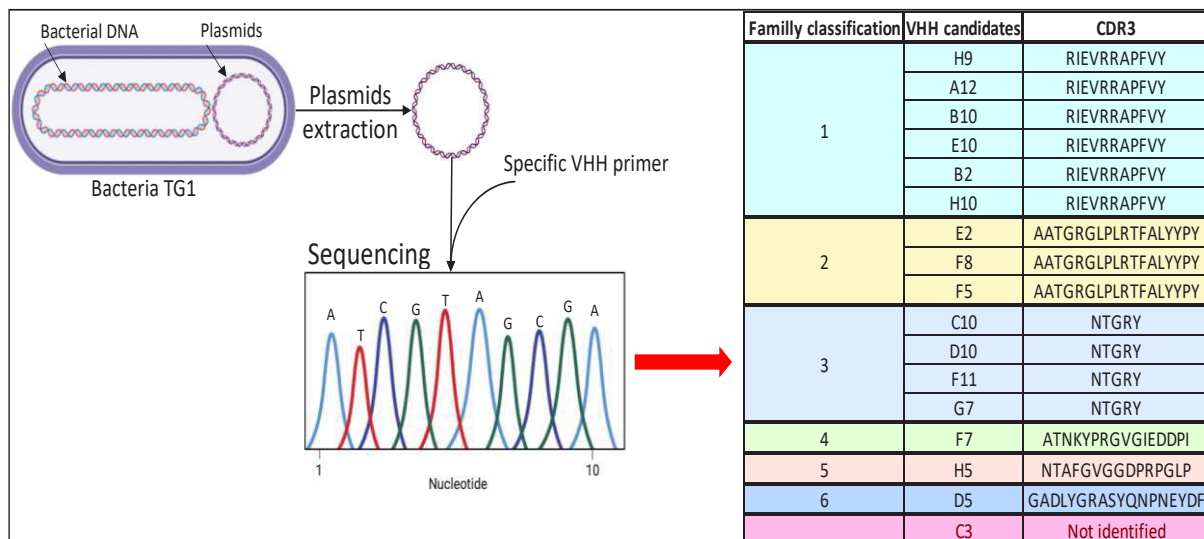 Bacterial DNA
Plasmids
Plasmids
extraction
Bacteria TG1
Specific VHH primer
Sequencing
A T C G T A G C G A
1 10
Nucleotide
Familly classification VHH candidates CDR3
1
H9 RIEVRRAPFVY
A12 RIEVRRAPFVY
B10 RIEVRRAPFVY
E10 RIEVRRAPFVY
B2 RIEVRRAPFVY
H10 RIEVRRAPFVY
2
E2 AATGRGLPLRTFALYYPY
F8 AATGRGLPLRTFALYYPY
F5 AATGRGLPLRTFALYYPY
3
C10 NTGRY
D10 NTGRY
F11 NTGRY
G7 NTGRY
4 F7 ATNKYPRGVGIEDDPI
5 H5 NTAFGVGGDPRPGLP
6 D5 GADLYGRASYQNPNEYDF
C3 Not identified